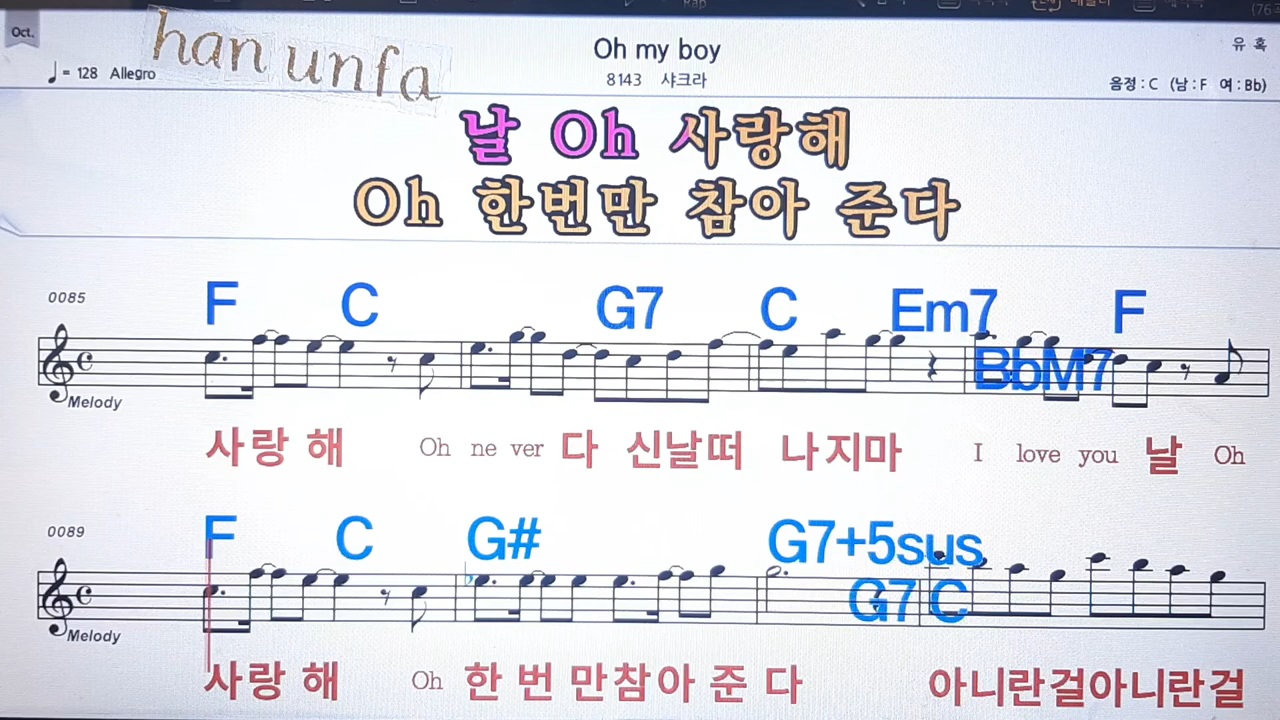 Rap
(76
Oct.
han unfa
Oh my boy
유 혹
♩ = 128 Allegro
8143 샤크라
음정 : C (남 : F 여 : Bb)
날 Oh 사랑해
Oh 한번만 참아 준다
0085
F C G7 C Em7 F
BbM7
Melody
사랑 해 Oh ne ver 다 신날떠 나지마 I love you 날 Oh
0089
F C G# G7+5sus
G7 C
Melody
사랑 해 Oh 한 번 만참아 준 다 아니란걸아니란걸